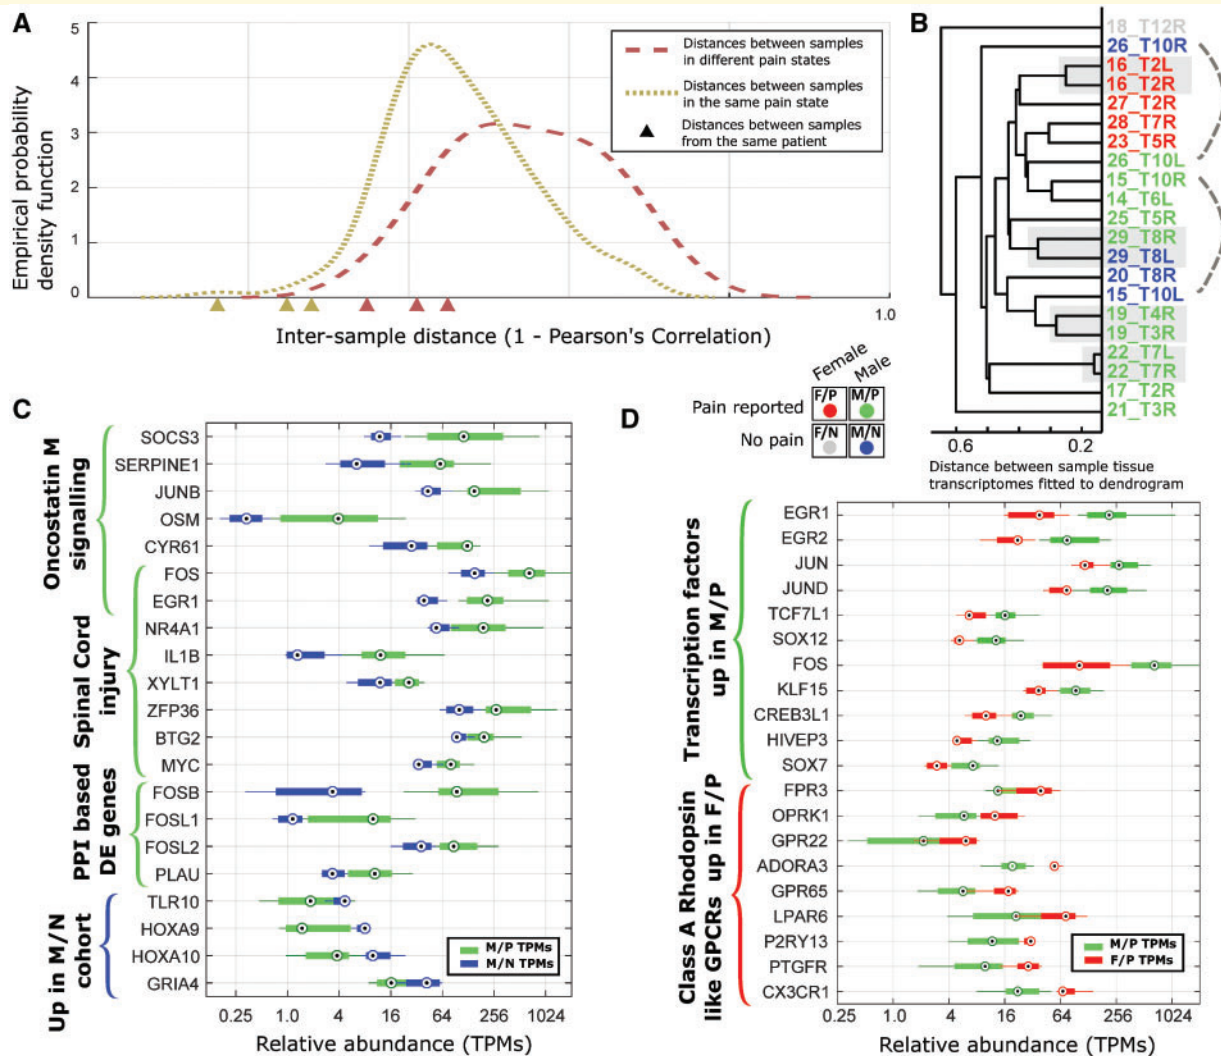 A
5
4
3
2
1
0
Empirical probability
density function
Distances between samples
in different pain states
Distances between samples
in the same pain state
Distances between samples
from the same patient
1.0
Inter-sample distance (1 - Pearson's Correlation)
B
18_T12R
26_T10R
16_T2L
16_T2R
27_T2R
28_T7R
23_T5R
26_T10L
15_T10R
14_T6L
25_T5R
29_T8R
29_T8L
20_T8R
15_T10L
19_T4R
19_T3R
22_T7L
22_T7R
17_T2R
21_T3R
0.6 0.2
Distance between sample tissue
transcriptomes fitted to dendrogram
Female Male
Pain reported F/P M/P
No pain F/N M/N
C
Oncostatin M
signalling
Spinal Cord
injury
PPI based
DE genes
Up in M/N
cohort
SOCS3
SERPINE1
JUNB
OSM
CYR61
FOS
EGR1
NR4A1
IL1B
XYLT1
ZFP36
BTG2
MYC
FOSB
FOSL1
FOSL2
PLAU
TLR10
HOXA9
HOXA10
GRIA4
M/P TPMs
M/N TPMs
0.25 1.0 4 16 64 256 1024
Relative abundance (TPMs)
D
Transcription factors
up in M/P
Class A Rhodopsin
like GPCRs up in F/P
EGR1
EGR2
JUN
JUND
TCF7L1
SOX12
FOS
KLF15
CREB3L1
HIVEP3
SOX7
FPR3
OPRK1
GPR22
ADORA3
GPR65
LPAR6
P2RY13
PTGFR
CX3CR1
M/P TPMs
F/P TPMs
0.25 1.0 4 16 64 256 1024
Relative abundance (TPMs)